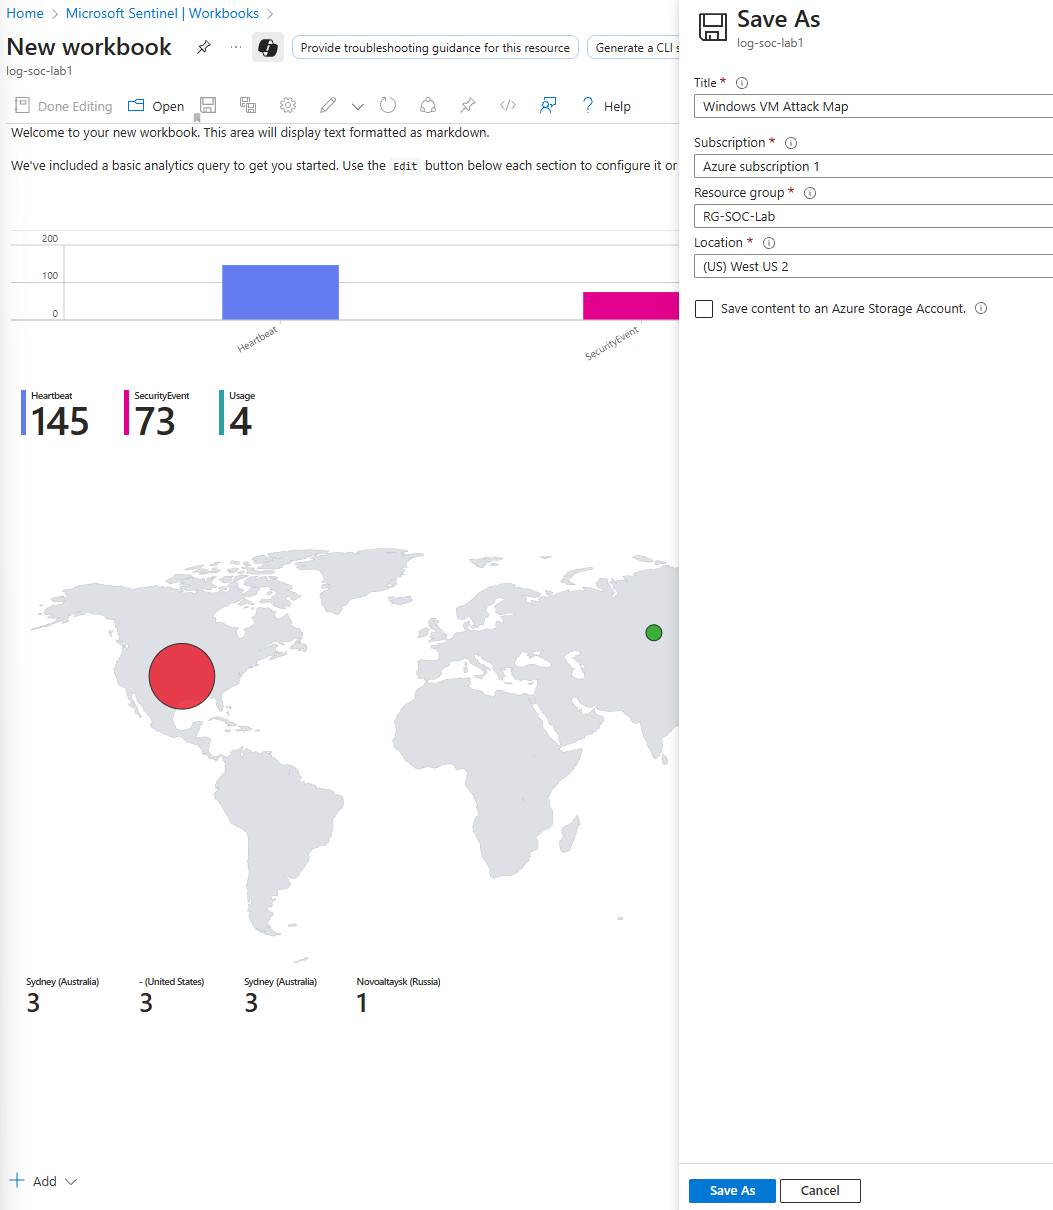 Home > Microsoft Sentinel | Workbooks >
New workbook ... Provide troubleshooting guidance for this resource Generate a CLI s
log-soc-lab1
Done Editing Open Help
Welcome to your new workbook. This area will display text formatted as markdown.
We've included a basic analytics query to get you started. Use the Edit button below each section to configure it or
200
100
0
Heartbeat
SecurityEvent
Heartbeat
145
SecurityEvent
73
Usage
4
Sydney (Australia)
3
- (United States)
3
Sydney (Australia)
3
Novoaltaysk (Russia)
1
+ Add
Save As
log-soc-lab1
Title *
Windows VM Attack Map
Subscription *
Azure subscription 1
Resource group *
RG-SOC-Lab
Location *
(US) West US 2
Save content to an Azure Storage Account.
Save As Cancel